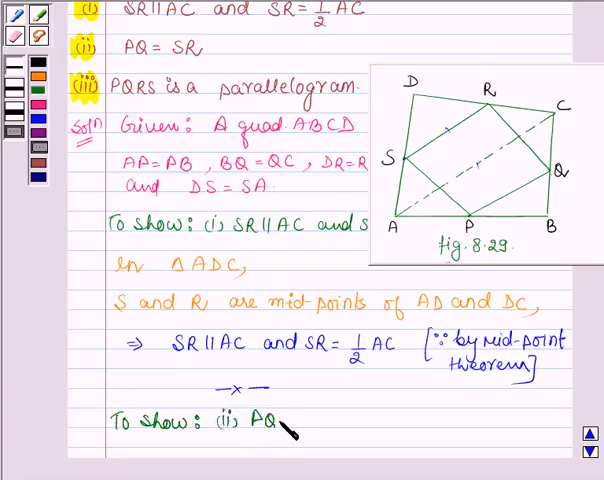 (i) SR || AC and SR = 1/2 AC
(ii) PQ = SR
(iii) PQRS is a parallelogram.
Soln Given: A quad. ABCD
AP=PB, BQ=QC, DR=R
and DS=SA.
To show: (i) SR || AC and S
In △ADC,
S and R are mid-points of AD and DC,
⇒ SR || AC and SR = 1/2 AC [∵ by mid-point
theorem]
—x—
To show: (ii) PQ
D
R
C
S
r
Q
A
P
B
fig. 8.29